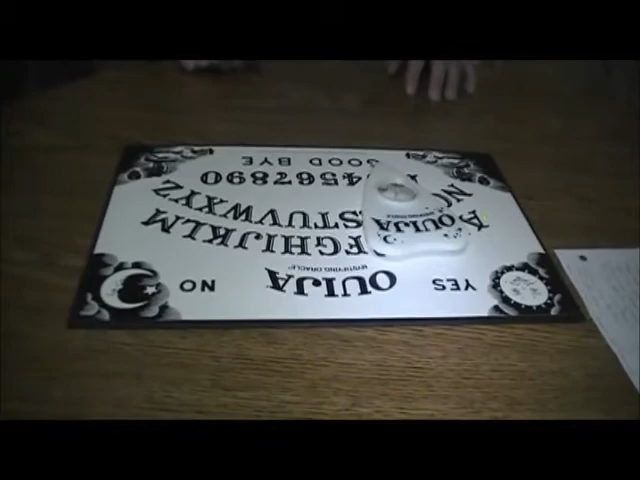 YES OUIJA NO
MYSTIFYING ORACLE
A FGHIJKLM
N STUVWXYZ
4567890
GOOD BYE
OUIJA